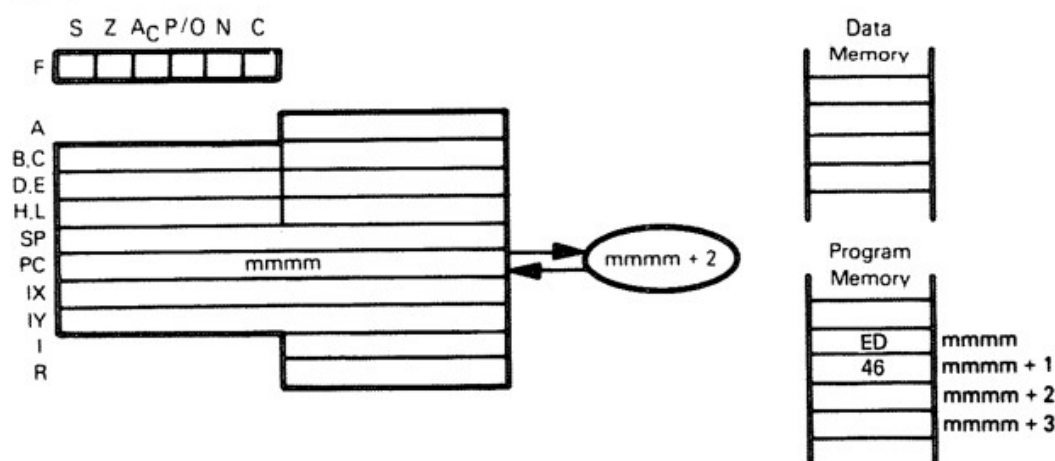 S Z AC P/O N C
F
A
B,C
D,E
H,L
SP
PC mmmm
IX
IY
I
R
mmmm + 2
Data
Memory
Program
Memory
ED mmmm
46 mmmm + 1
mmmm + 2
mmmm + 3